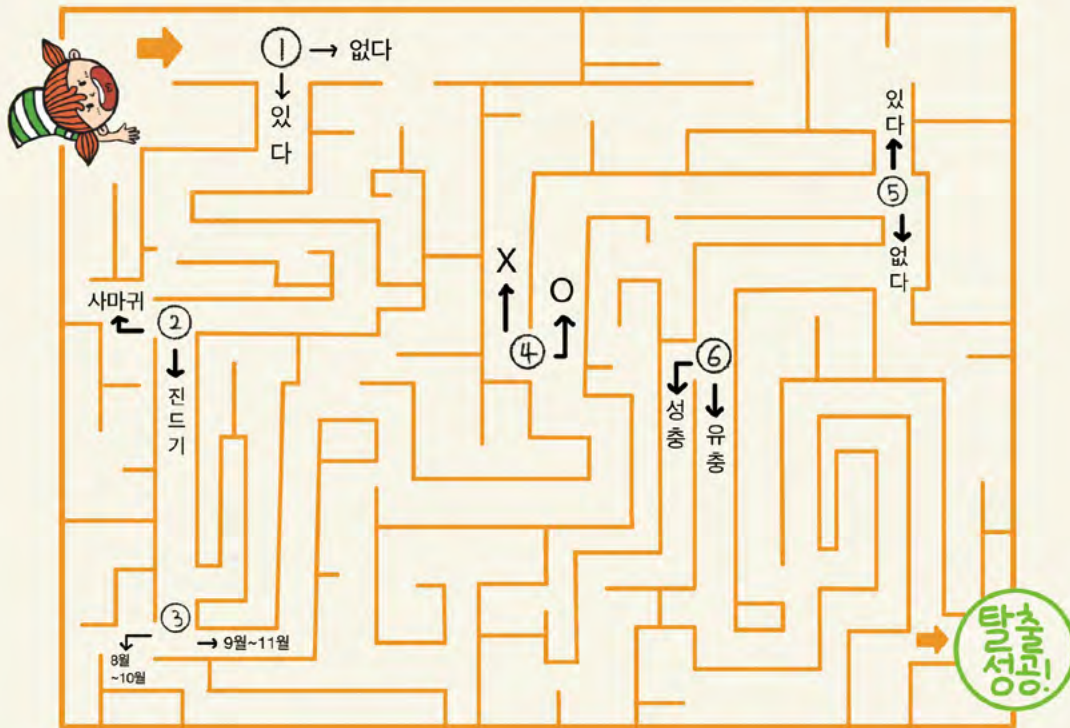 ① → 없다
↓
있다
있다
↑
⑤
↓
없다
X
O
사마귀
②
↓
진드기
④
⑥
성충
유충
③
→ 9월~11월
8월
~10월
탈출
성공!